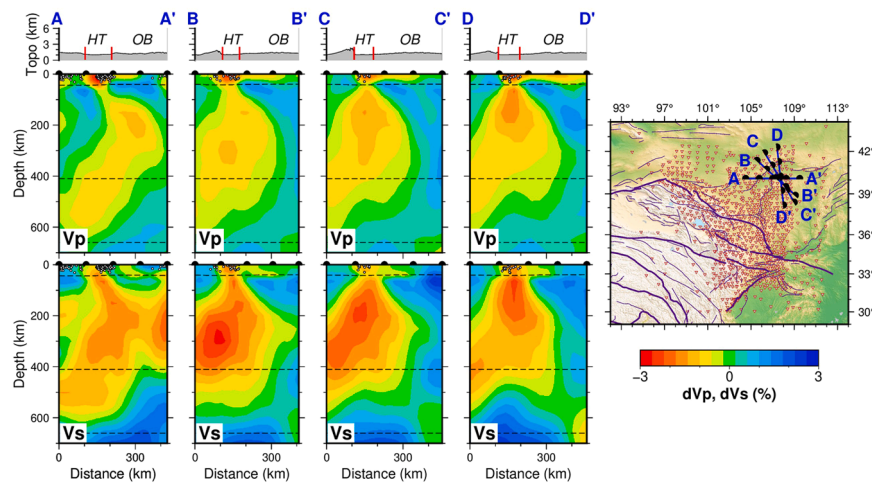 A A' B B' C C' D D'
Topo (km)
6
3
0
HT OB HT OB HT OB HT OB
Depth (km)
0
200
400
600
Vp Vp Vp Vp
Depth (km)
0
200
400
600
Vs Vs Vs Vs
0 300 0 300 0 300 0 300
Distance (km) Distance (km) Distance (km) Distance (km)
93° 97° 101° 105° 109° 113°
42°
39°
36°
33°
30°
D
C
B
A A'
B'
C'
D'
-3 0 3
dVp, dVs (%)